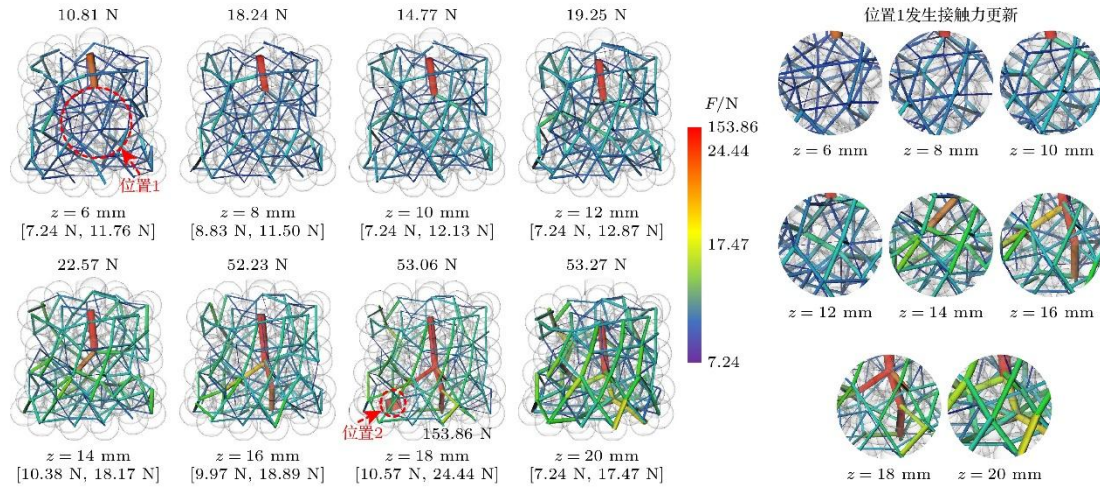 10.81 N
18.24 N
14.77 N
19.25 N
位置1
z = 6 mm
[7.24 N, 11.76 N]
z = 8 mm
[8.83 N, 11.50 N]
z = 10 mm
[7.24 N, 12.13 N]
z = 12 mm
[7.24 N, 12.87 N]
22.57 N
52.23 N
53.06 N
53.27 N
位置2
153.86 N
z = 14 mm
[10.38 N, 18.17 N]
z = 16 mm
[9.97 N, 18.89 N]
z = 18 mm
[10.57 N, 24.44 N]
z = 20 mm
[7.24 N, 17.47 N]
F/N
153.86
24.44
17.47
7.24
位置1发生接触力更新
z = 6 mm
z = 8 mm
z = 10 mm
z = 12 mm
z = 14 mm
z = 16 mm
z = 18 mm
z = 20 mm